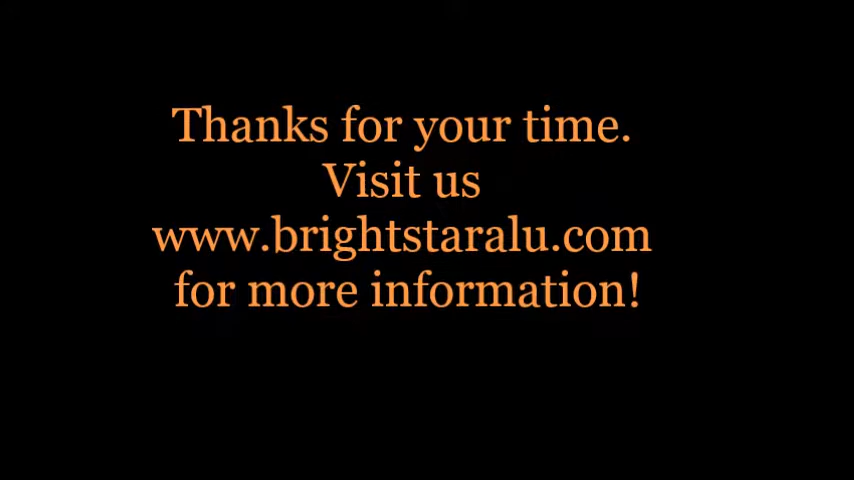 Thanks for your time.
Visit us
www.brightstaralu.com
for more information!